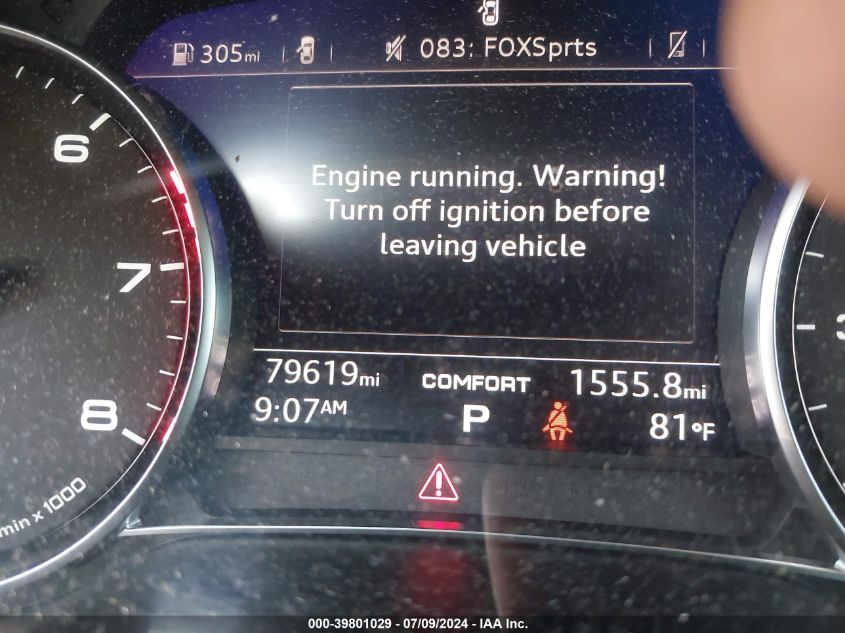 305mi
083: FOXSprts
6
7
8
min x 1000
Engine running. Warning!
Turn off ignition before
leaving vehicle
79619mi COMFORT 1555.8mi
9:07AM P 81°F
000-39801029 - 07/09/2024 - IAA Inc.